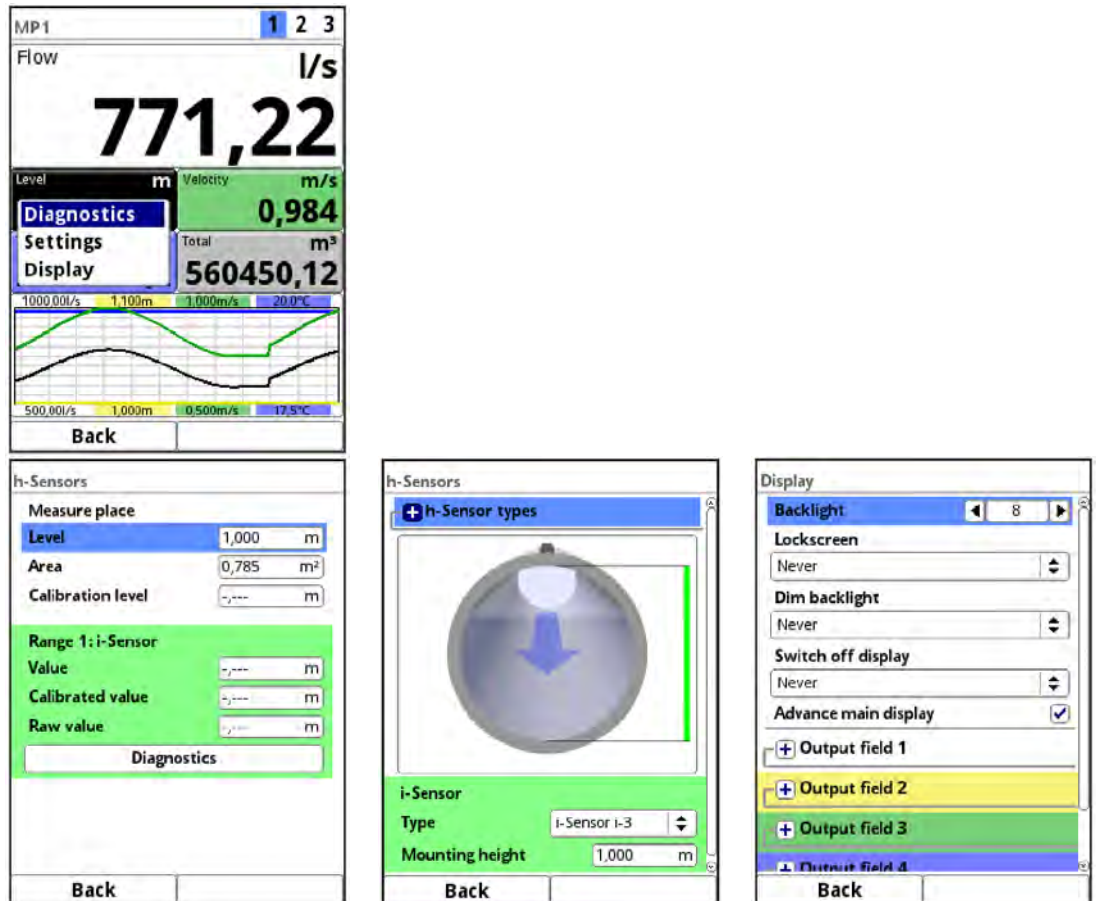 MP1 1 2 3
Flow l/s
771,22
Level m Velocity m/s
0,984
Diagnostics
Settings
Display
Total m³
560450,12
1000,00l/s 1,100m 1,000m/s 20,0°C
500,00l/s 1,000m 0,500m/s 17,5°C
Back
h-Sensors
Measure place
Level 1,000 m
Area 0,785 m²
Calibration level -,--- m
Range 1: i-Sensor
Value -,--- m
Calibrated value -,--- m
Raw value -,--- m
Diagnostics
Back
h-Sensors
+ h-Sensor types
i-Sensor
Type i-Sensor i-3
Mounting height 1,000 m
Back
Display
Backlight 8
Lockscreen
Never
Dim backlight
Never
Switch off display
Never
Advance main display
+ Output field 1
+ Output field 2
+ Output field 3
+ Output field 4
Back